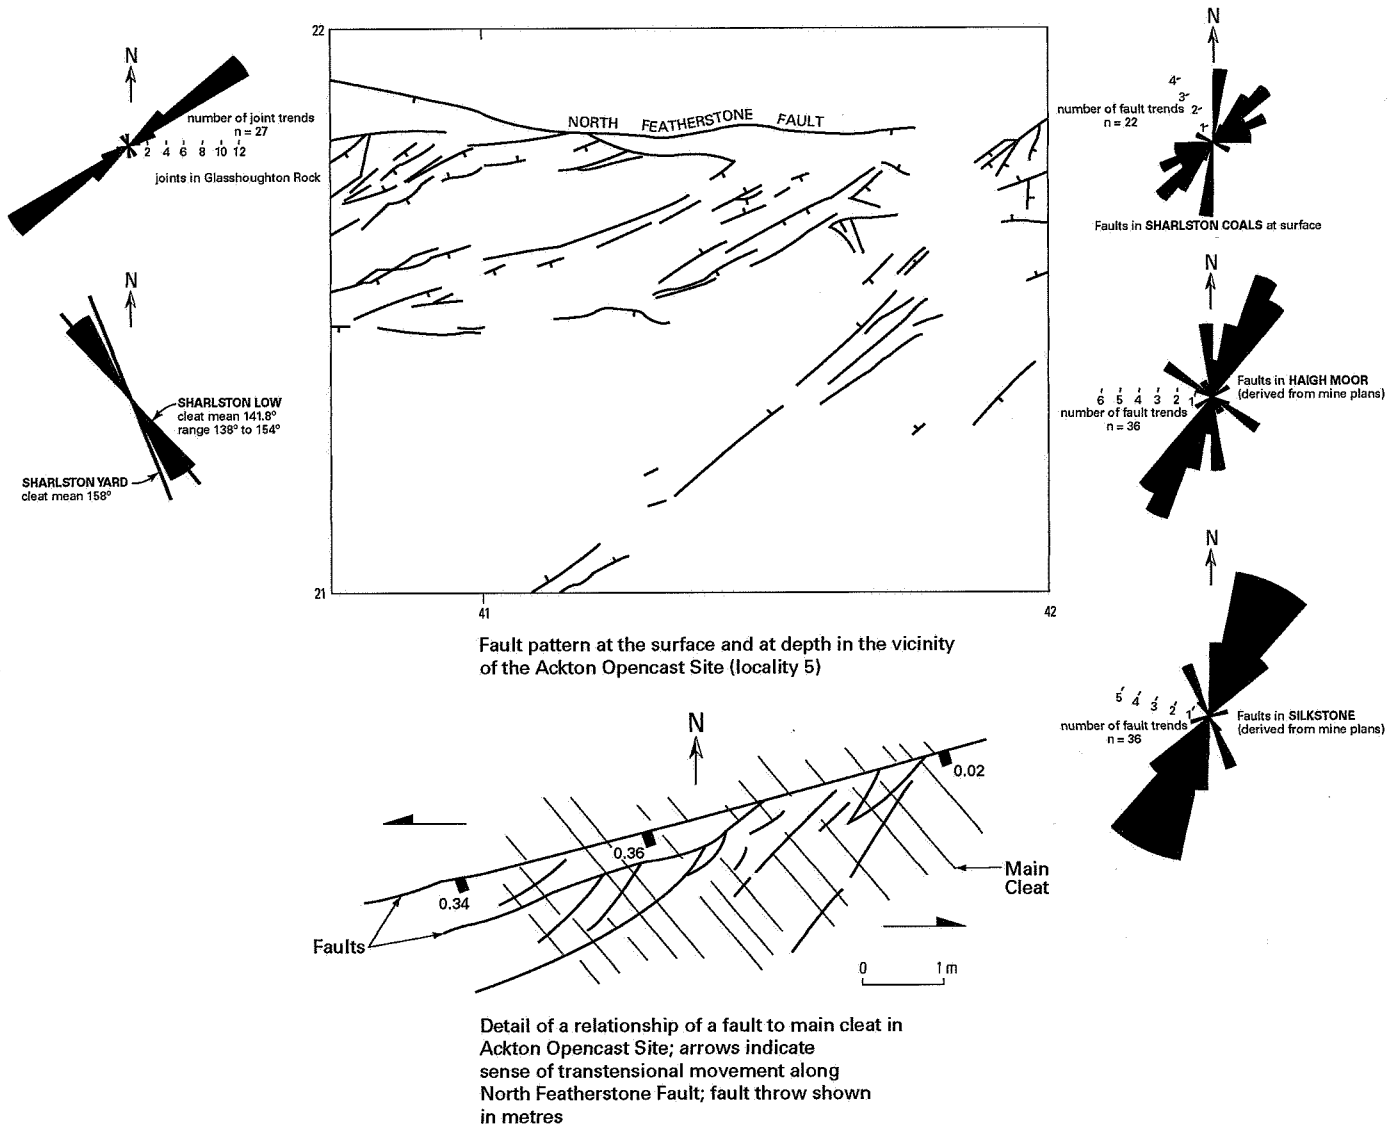 N
number of joint trends
n = 27
2 4 6 8 10 12
joints in Glasshoughton Rock
N
SHARLSTON LOW
cleat mean 141.8°
range 138° to 154°
SHARLSTON YARD
cleat mean 158°
22
NORTH FEATHERSTONE FAULT
21
41
42
Fault pattern at the surface and at depth in the vicinity
of the Ackton Opencast Site (locality 5)
N
4
3
2
1
number of fault trends
n = 22
Faults in SHARLSTON COALS at surface
N
6 5 4 3 2 1
number of fault trends
n = 36
Faults in HAIGH MOOR
(derived from mine plans)
N
5 4 3 2 1
number of fault trends
n = 36
Faults in SILKSTONE
(derived from mine plans)
N
0.02
0.36
0.34
Main
Cleat
Faults
0 1 m
Detail of a relationship of a fault to main cleat in
Ackton Opencast Site; arrows indicate
sense of transtensional movement along
North Featherstone Fault; fault throw shown
in metres